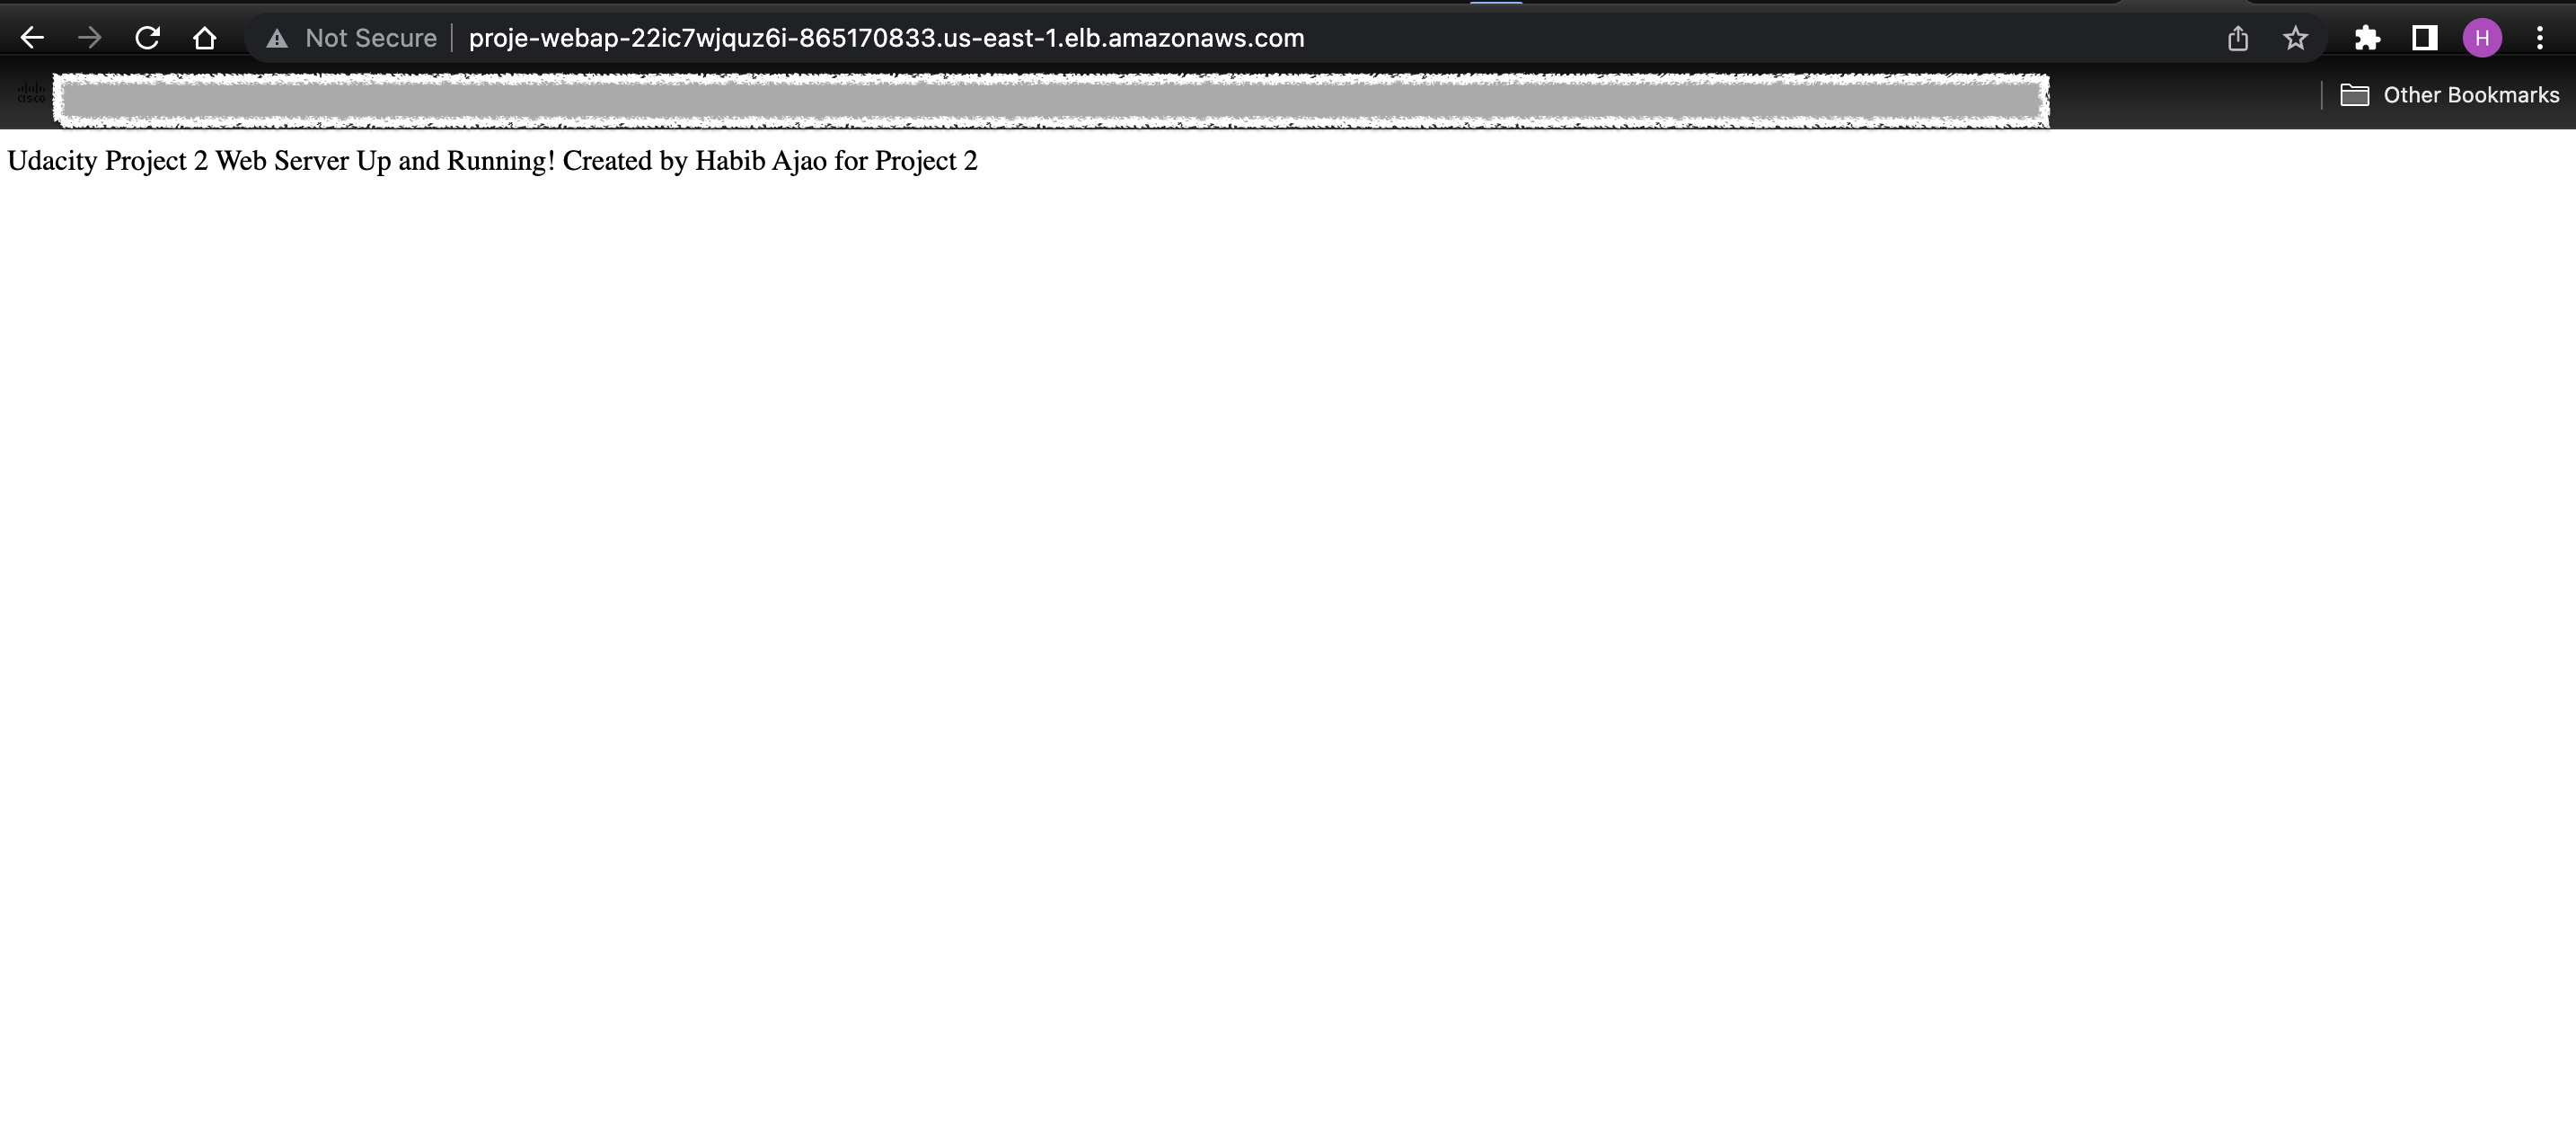 Not Secure proje-webap-22ic7wjquz6i-865170833.us-east-1.elb.amazonaws.com H
cisco Other Bookmarks
Udacity Project 2 Web Server Up and Running! Created by Habib Ajao for Project 2